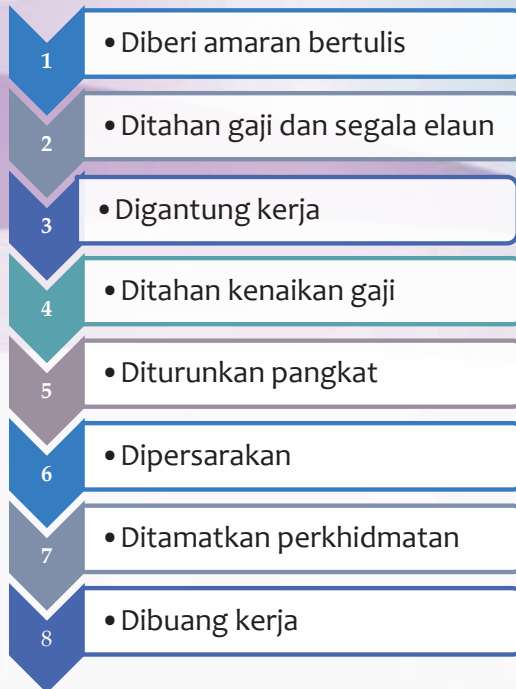 1
• Diberi amaran bertulis
2
• Ditahan gaji dan segala elaun
3
• Digantung kerja
4
• Ditahan kenaikan gaji
5
• Diturunkan pangkat
6
• Dipersarakan
7
• Ditamatkan perkhidmatan
8
• Dibuang kerja